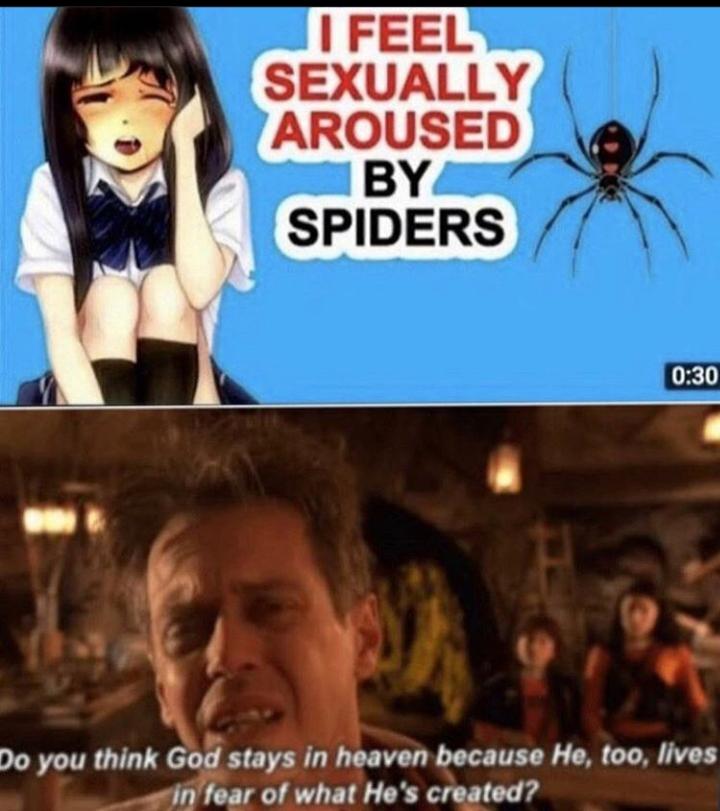 I FEEL
SEXUALLY
AROUSED
BY
SPIDERS
0:30
Do you think God stays in heaven because He, too, lives
in fear of what He's created?